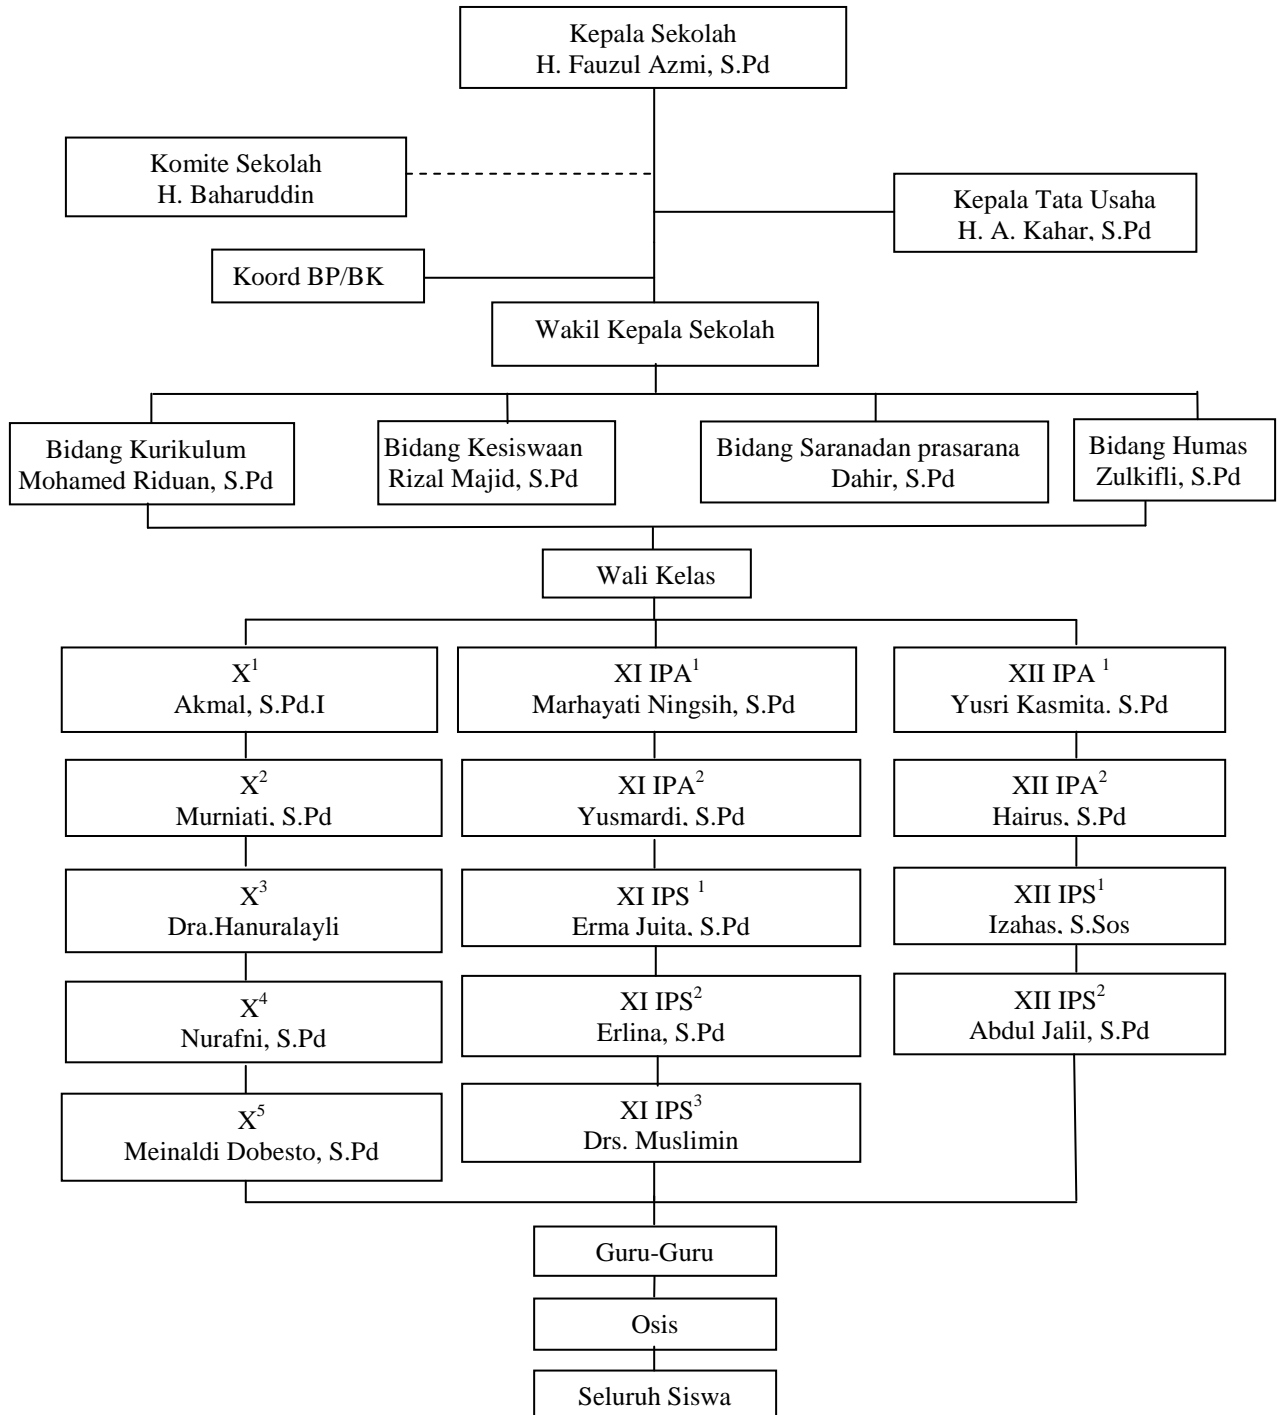 Kepala Sekolah
H. Fauzul Azmi, S.Pd
Komite Sekolah
H. Baharuddin
Kepala Tata Usaha
H. A. Kahar, S.Pd
Koord BP/BK
Wakil Kepala Sekolah
Bidang Kurikulum
Mohamed Riduan, S.Pd
Bidang Kesiswaan
Rizal Majid, S.Pd
Bidang Saranadan prasarana
Dahir, S.Pd
Bidang Humas
Zulkifli, S.Pd
Wali Kelas
X¹
Akmal, S.Pd.I
XI IPA¹
Marhayati Ningsih, S.Pd
XII IPA ¹
Yusri Kasmita. S.Pd
X²
Murniati, S.Pd
XI IPA²
Yusmardi, S.Pd
XII IPA²
Hairus, S.Pd
X³
Dra.Hanuralayli
XI IPS ¹
Erma Juita, S.Pd
XII IPS¹
Izahas, S.Sos
X⁴
Nurafni, S.Pd
XI IPS²
Erlina, S.Pd
XII IPS²
Abdul Jalil, S.Pd
X⁵
Meinaldi Dobesto, S.Pd
XI IPS³
Drs. Muslimin
Guru-Guru
Osis
Seluruh Siswa